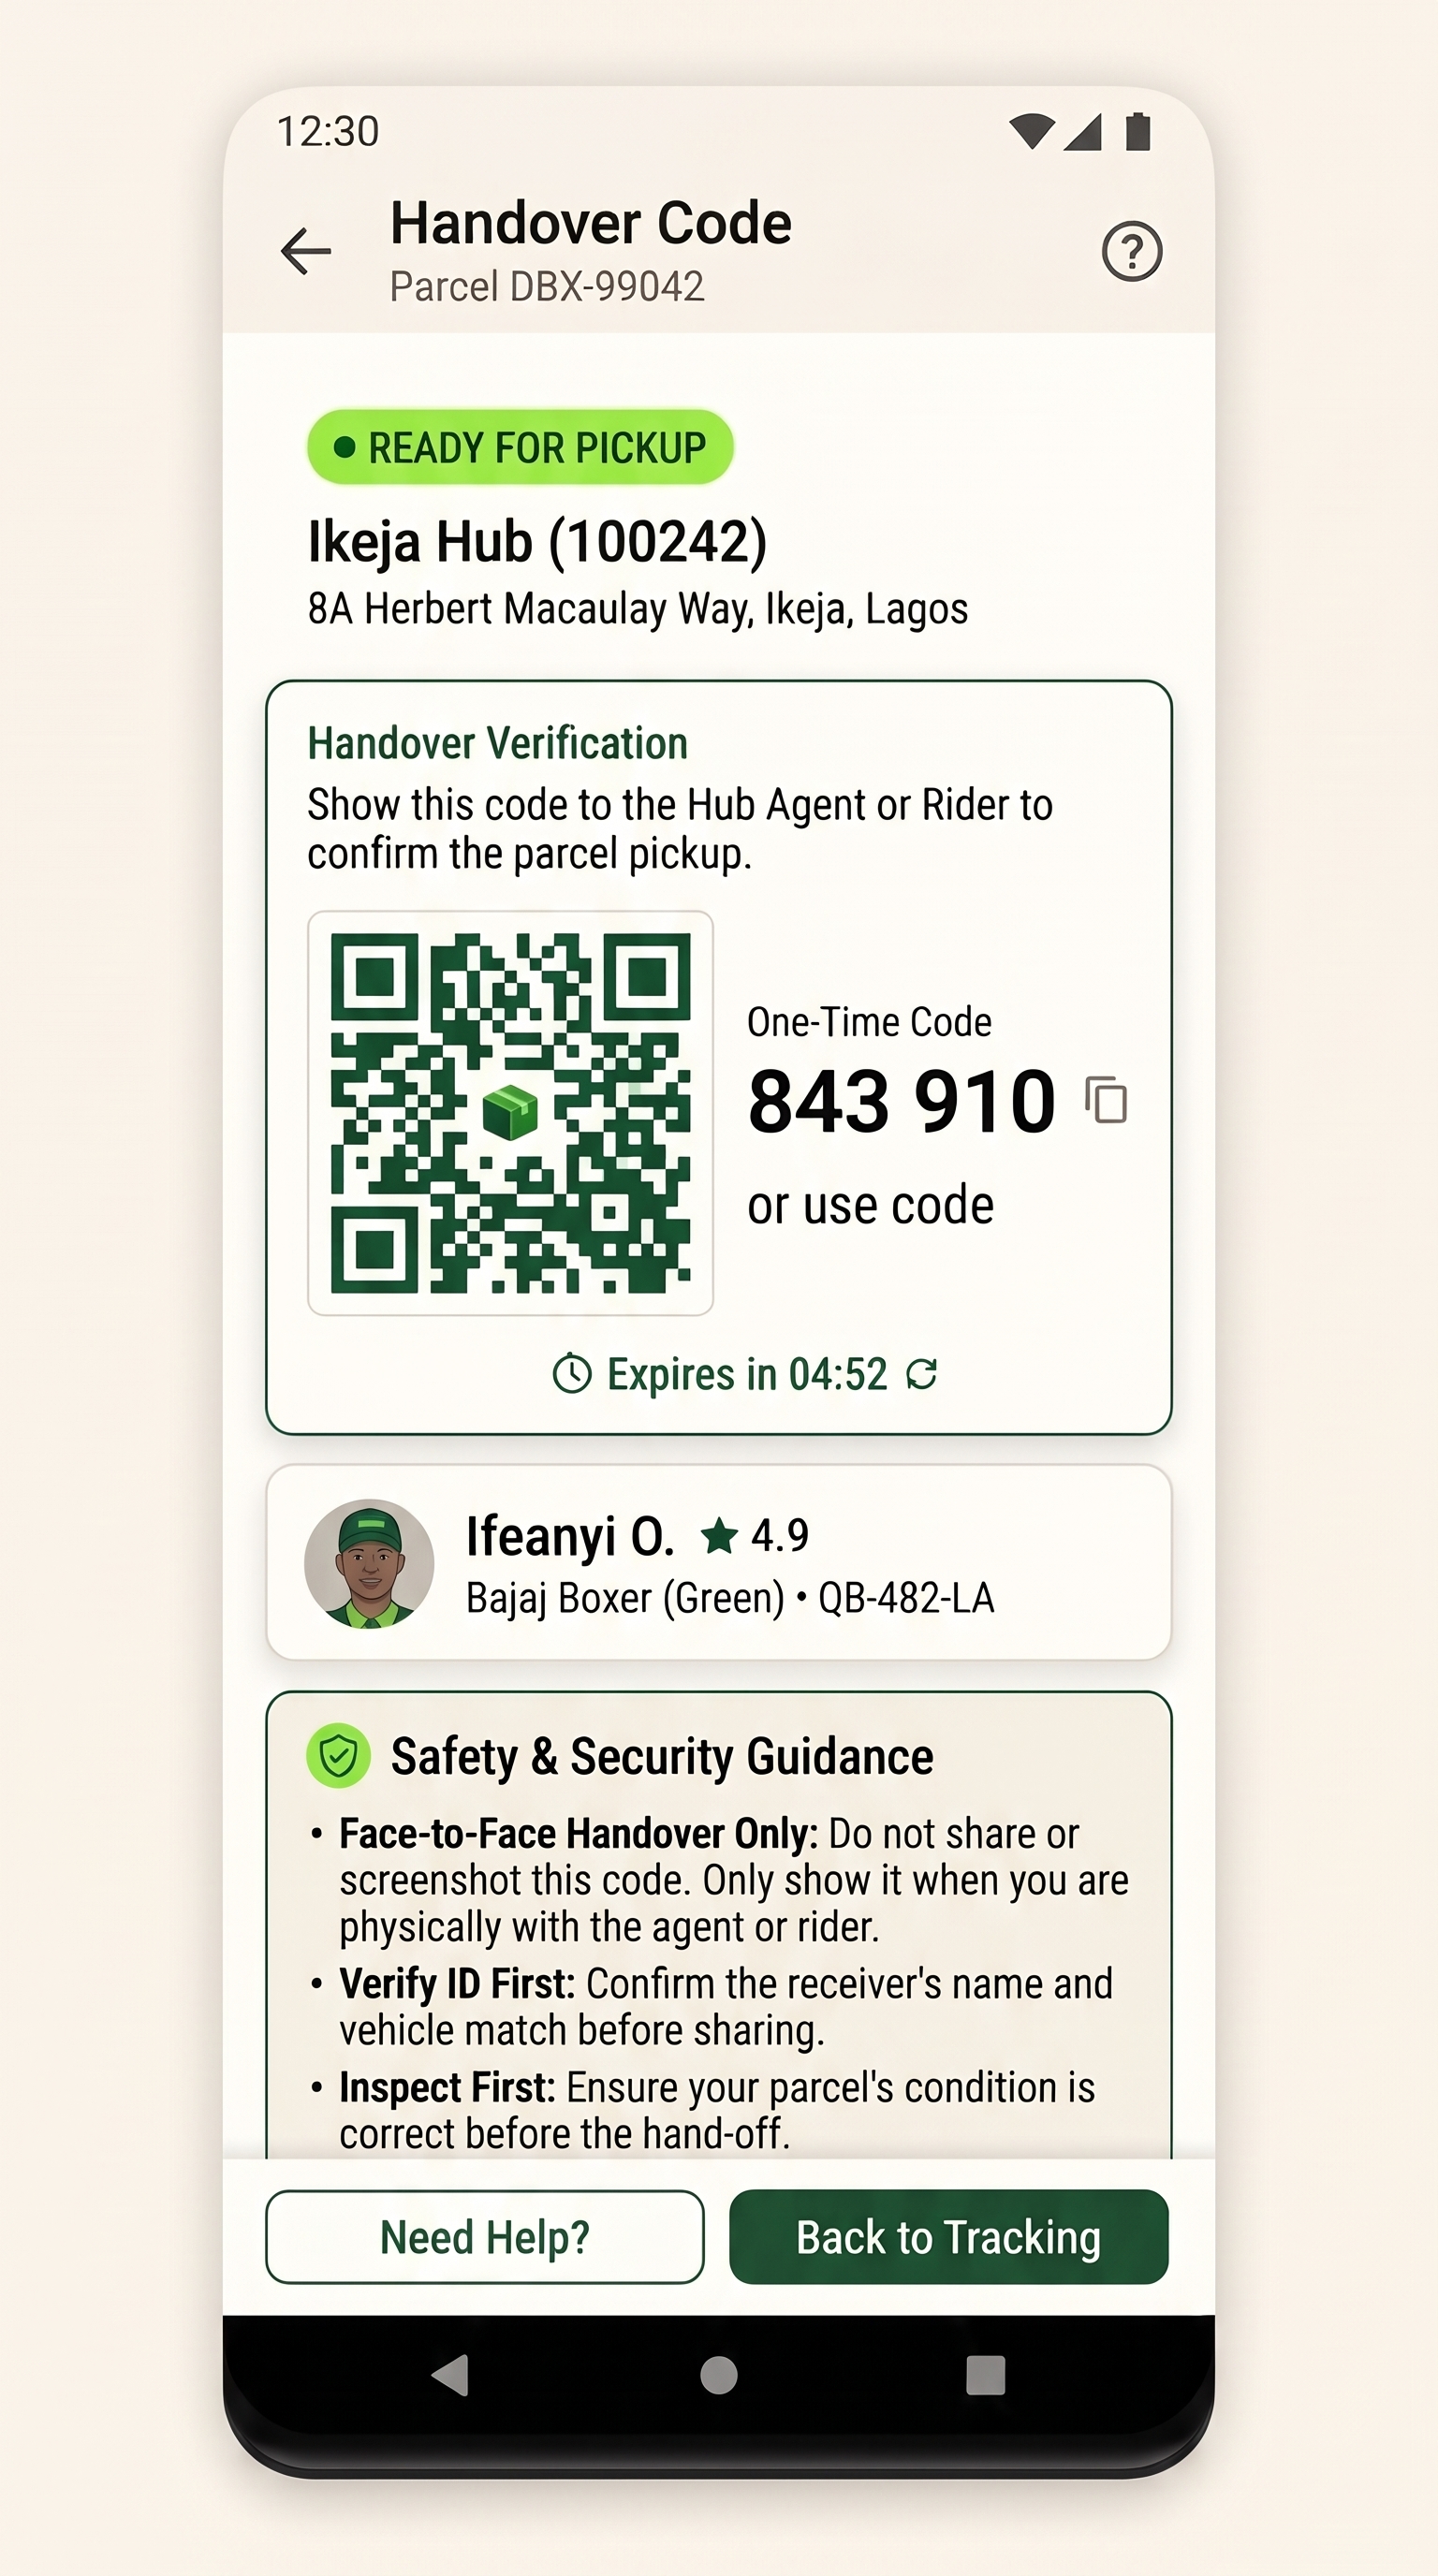 12:30
Handover Code
Parcel DBX-99042
READY FOR PICKUP
Ikeja Hub (100242)
8A Herbert Macaulay Way, Ikeja, Lagos
Handover Verification
Show this code to the Hub Agent or Rider to
confirm the parcel pickup.
One-Time Code
843 910
or use code
Expires in 04:52
Ifeanyi O. ★ 4.9
Bajaj Boxer (Green) • QB-482-LA
Safety & Security Guidance
• Face-to-Face Handover Only: Do not share or
screenshot this code. Only show it when you are
physically with the agent or rider.
• Verify ID First: Confirm the receiver's name and
vehicle match before sharing.
• Inspect First: Ensure your parcel's condition is
correct before the hand-off.
Need Help?
Back to Tracking